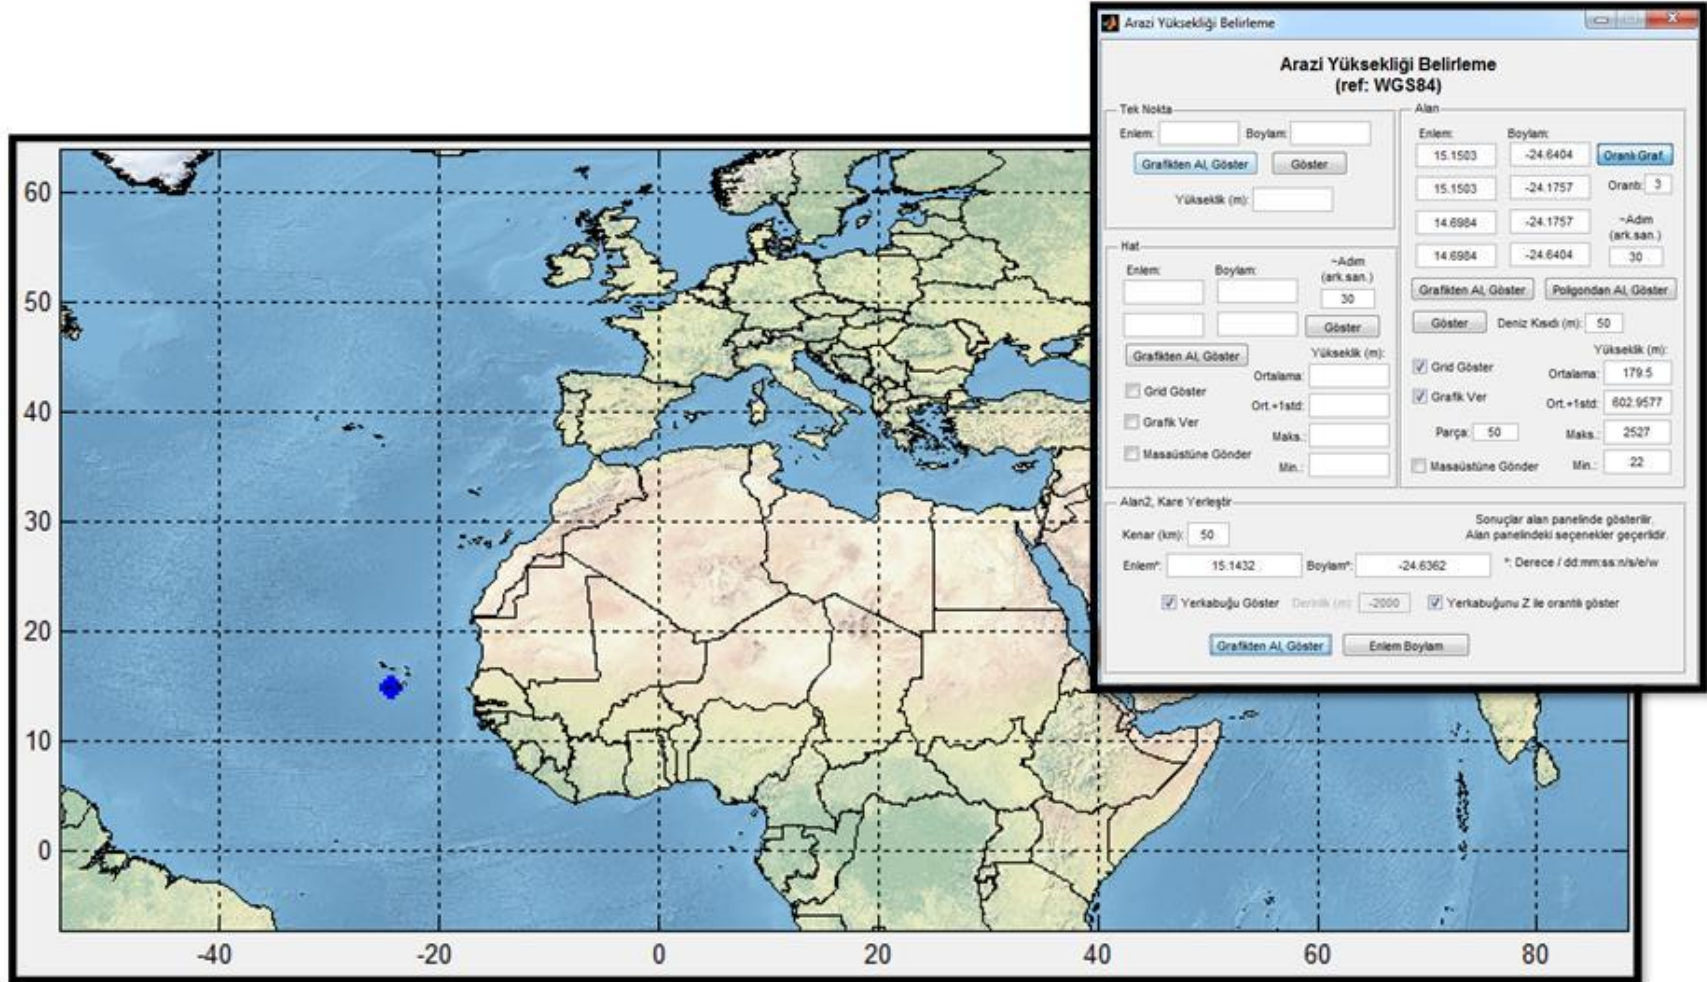 Arazi Yüksekliği Belirleme
Arazi Yüksekliği Belirleme
(ref: WGS84)
Tek Nokta
Enlem: Boylam:
Grafikten Al, Göster Göster
Yükseklik (m):
Hat
Enlem: Boylam: ~Adım
(ark.san.)
30
Göster
Grafikten Al, Göster Yükseklik (m):
Ortalama:
Grid Göster
Ort.+1std:
Grafik Ver
Maks.:
Masaüstüne Gönder
Min.:
Alan
Enlem: Boylam:
15.1503 -24.6404 Oranlı Graf.
15.1503 -24.1757 Oranlı: 3
14.6984 -24.1757 ~Adım
(ark.san.)
14.6984 -24.6404 30
Grafikten Al, Göster Poligondan Al, Göster
Göster Deniz Kısıdı (m): 50
Yükseklik (m):
Grid Göster Ortalama: 179.5
Grafik Ver Ort.+1std: 602.9577
Parça: 50 Maks.: 2527
Masaüstüne Gönder Min.: -22
Alan2, Kare Yerleştir
Kenar (km): 50 Sonuçlar alan panelinde gösterilir.
Alan panelindeki seçenekler geçerlidir.
Enlem*: 15.1432 Boylam*: -24.6362 *: Derece / dd:mm:ss:n/s/e/w
Yerkabuğu Göster Derinlik (m): -2000 Yerkabuğunu Z ile orantılı göster
Grafikten Al, Göster Enlem Boylam
60
50
40
30
20
10
0
-40 -20 0 20 40 60 80